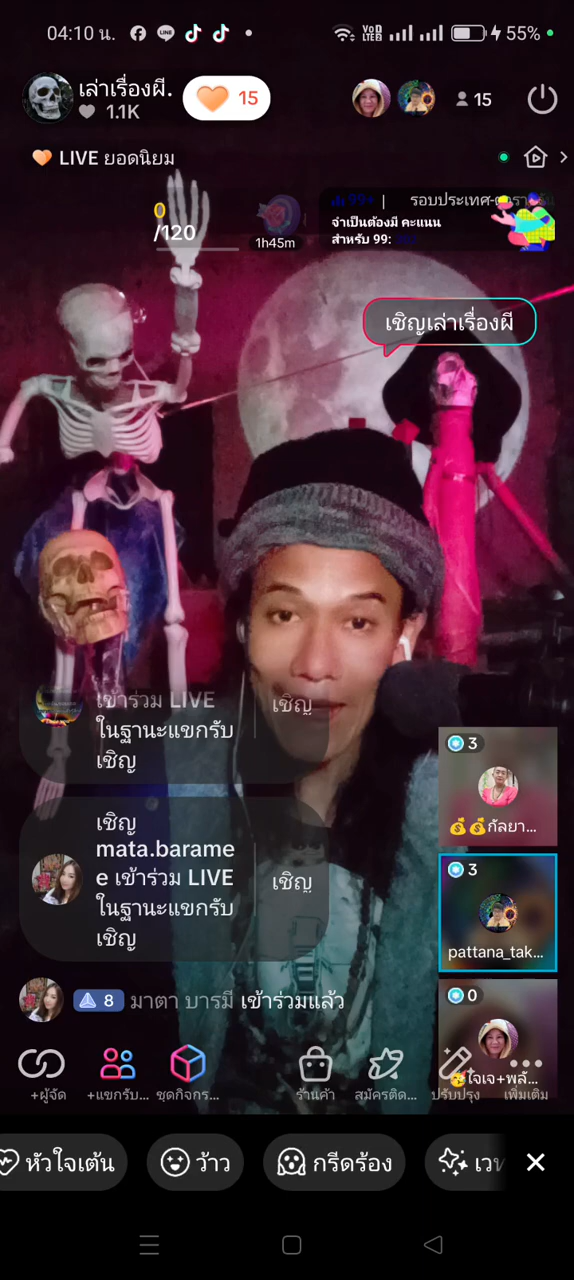 04:10 น.
VoD LTE2
55%
เล่าเรื่องผี.
1.1K
15
15
LIVE ยอดนิยม
0
/120
1h45m
99+ | รอบประเทศ-
จำเป็นต้องมี คะแนน
สำหรับ 99:
เชิญเล่าเรื่องผี
เข้าร่วม LIVE
ในฐานะแขกรับ
เชิญ
เชิญ
เชิญ
mata.barame
e เข้าร่วม LIVE
ในฐานะแขกรับ
เชิญ
เชิญ
3
กัลยา...
3
pattana_tak...
0
ใจเจ+พลั...
8 มาตา บารมี เข้าร่วมแล้ว
+ผู้จัด
+แขกรับ...
ชุดกิจกร...
ร้านค้า
สมัครติด...
ปรับปรุง
เพิ่มเติม
หัวใจเต้น
ว้าว
กรีดร้อง